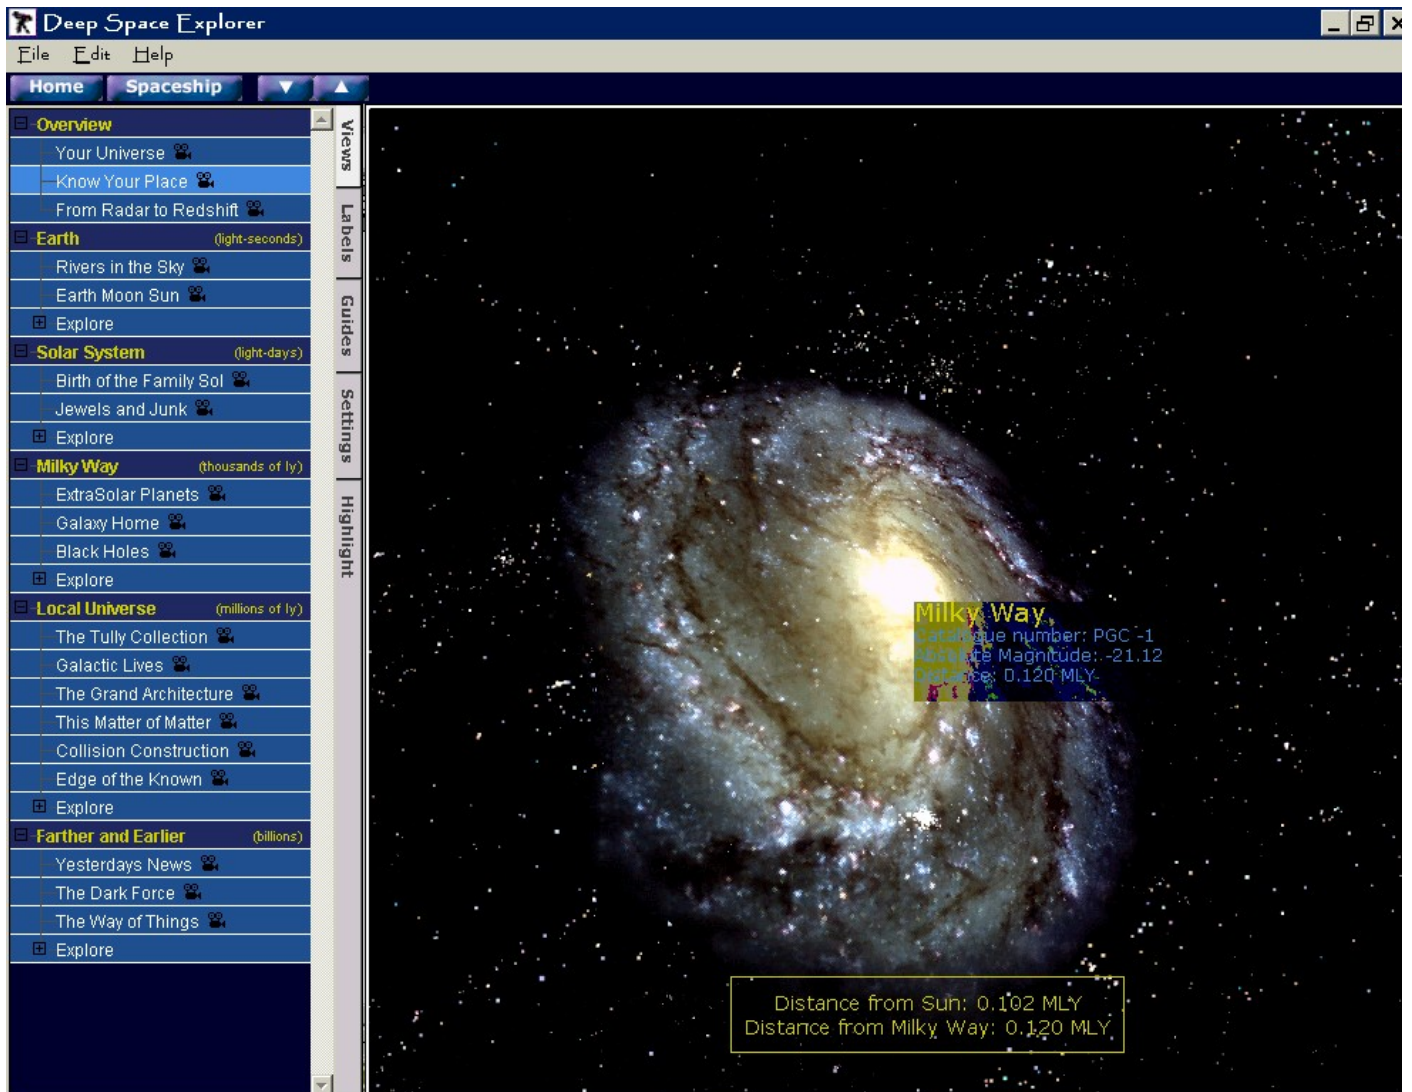 Deep Space Explorer
File Edit Help
Home Spaceship
Overview
Your Universe
Know Your Place
From Radar to Redshift
Earth (light-seconds)
Rivers in the Sky
Earth Moon Sun
Explore
Solar System (light-days)
Birth of the Family Sol
Jewels and Junk
Explore
Milky Way (thousands of ly)
ExtraSolar Planets
Galaxy Home
Black Holes
Explore
Local Universe (millions of ly)
The Tully Collection
Galactic Lives
The Grand Architecture
This Matter of Matter
Collision Construction
Edge of the Known
Explore
Farther and Earlier (billions)
Yesterdays News
The Dark Force
The Way of Things
Explore
Views
Labels
Guides
Settings
Highlight
Milky Way
Catalogue number: PGC -1
Absolute Magnitude: -21.12
Distance: 0.120 MLY
Distance from Sun: 0.102 MLY
Distance from Milky Way: 0.120 MLY